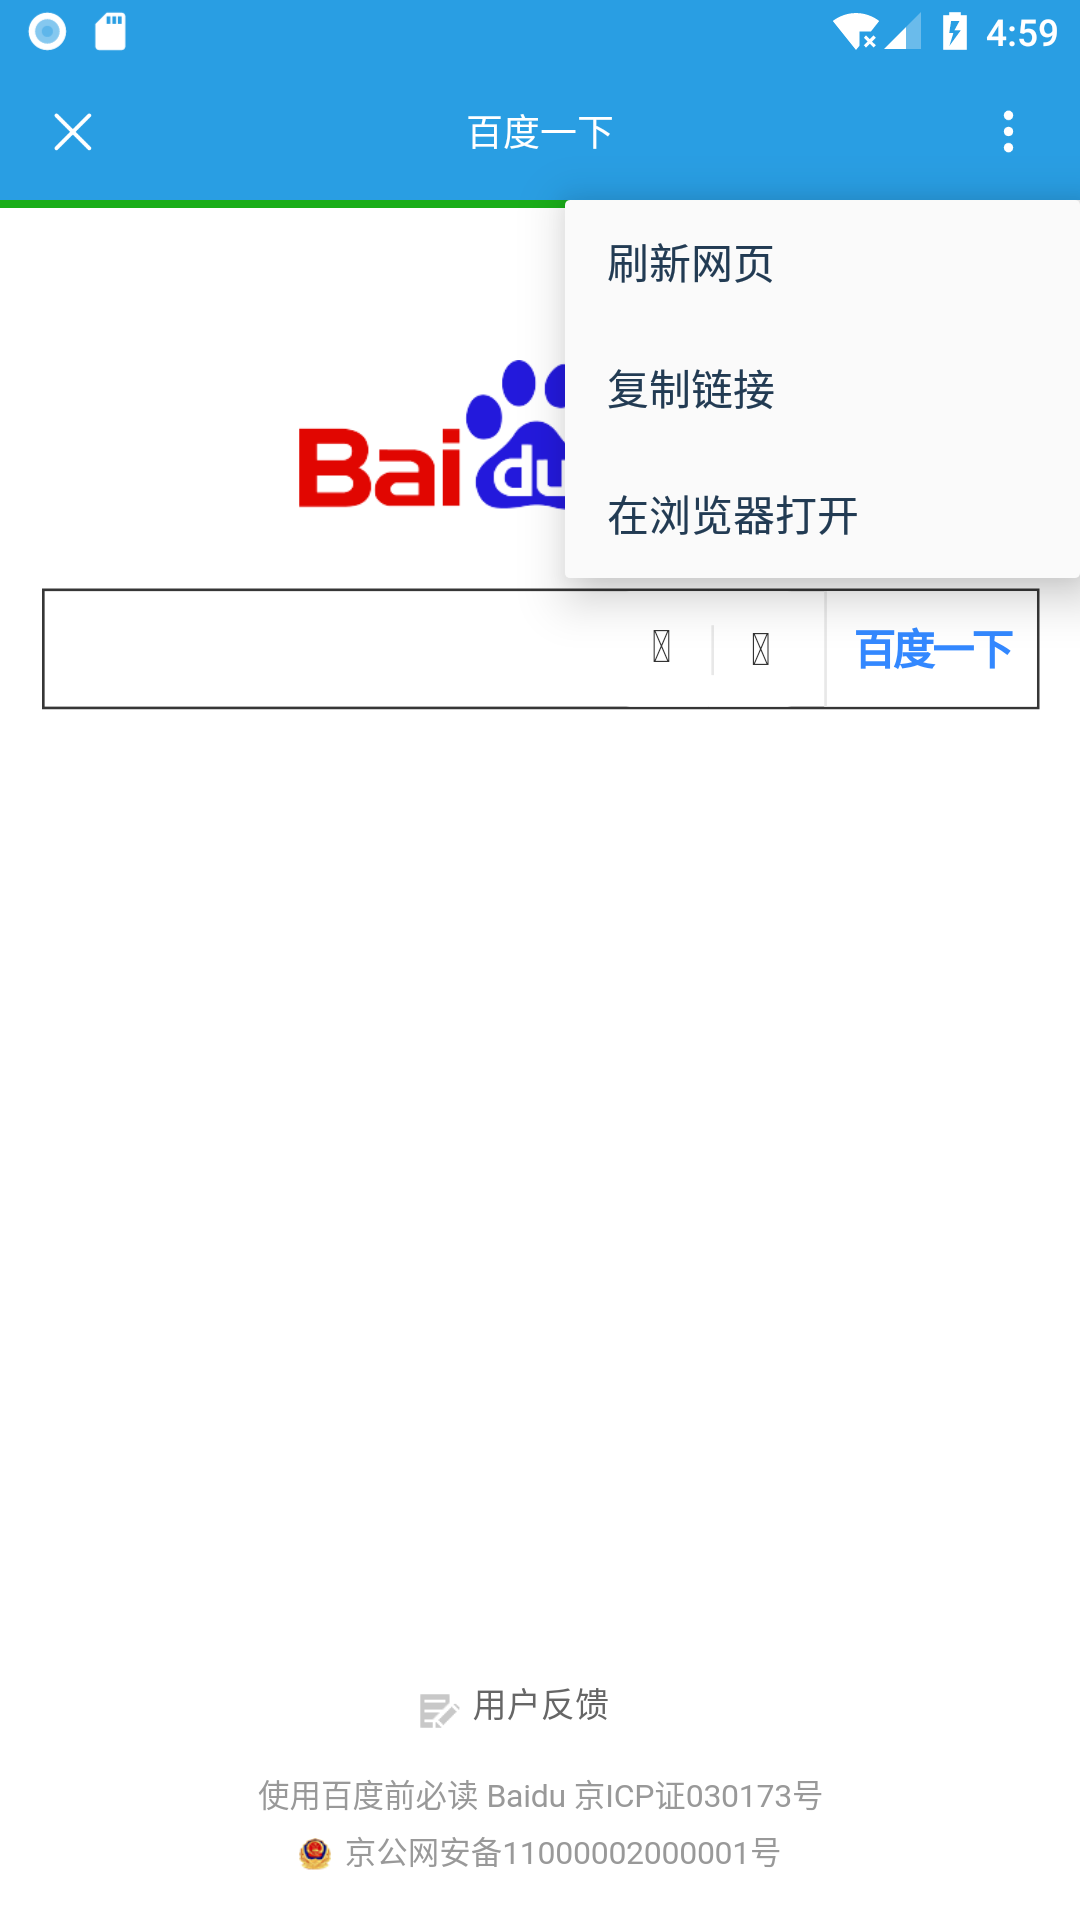 4:59
百度一下
刷新网页
复制链接
在浏览器打开
Bai du
百度一下
用户反馈
使用百度前必读 Baidu 京ICP证030173号
京公网安备11000002000001号